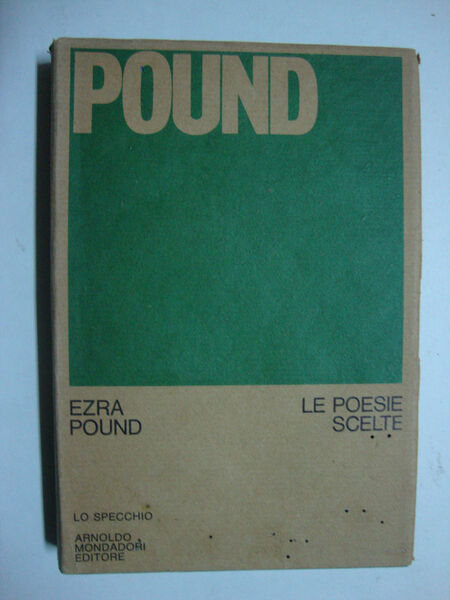 POUND
EZRA
POUND
LE POESIE
SCELTE
LO SPECCHIO
ARNOLDO
MONDADORI
EDITORE